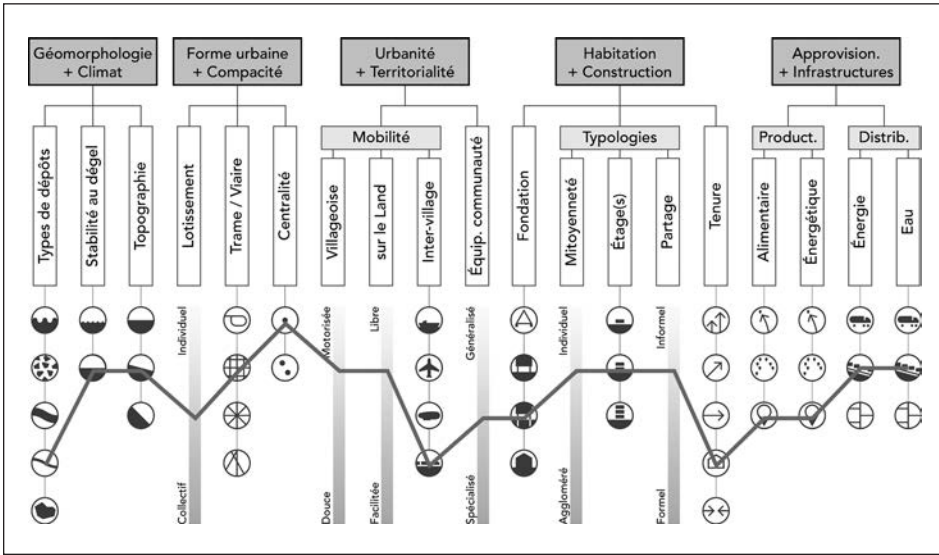 Géomorphologie
+ Climat
Forme urbaine
+ Compacité
Urbanité
+ Territorialité
Habitation
+ Construction
Approvision.
+ Infrastructures
Mobilité
Typologies
Product.
Distrib.
Types de dépôts
Stabilité au dégel
Topographie
Lotissement
Trame / Viaire
Centralité
Villageoise
sur le Land
Inter-village
Équip. communauté
Fondation
Mitoyenneté
Étage(s)
Partage
Tenure
Alimentaire
Énergétique
Énergie
Eau
Individuel
Motorisée
Libre
Généralisé
Individuel
Informel
Collectif
Douce
Facilitée
Spécialisé
Aggloméré
Formel